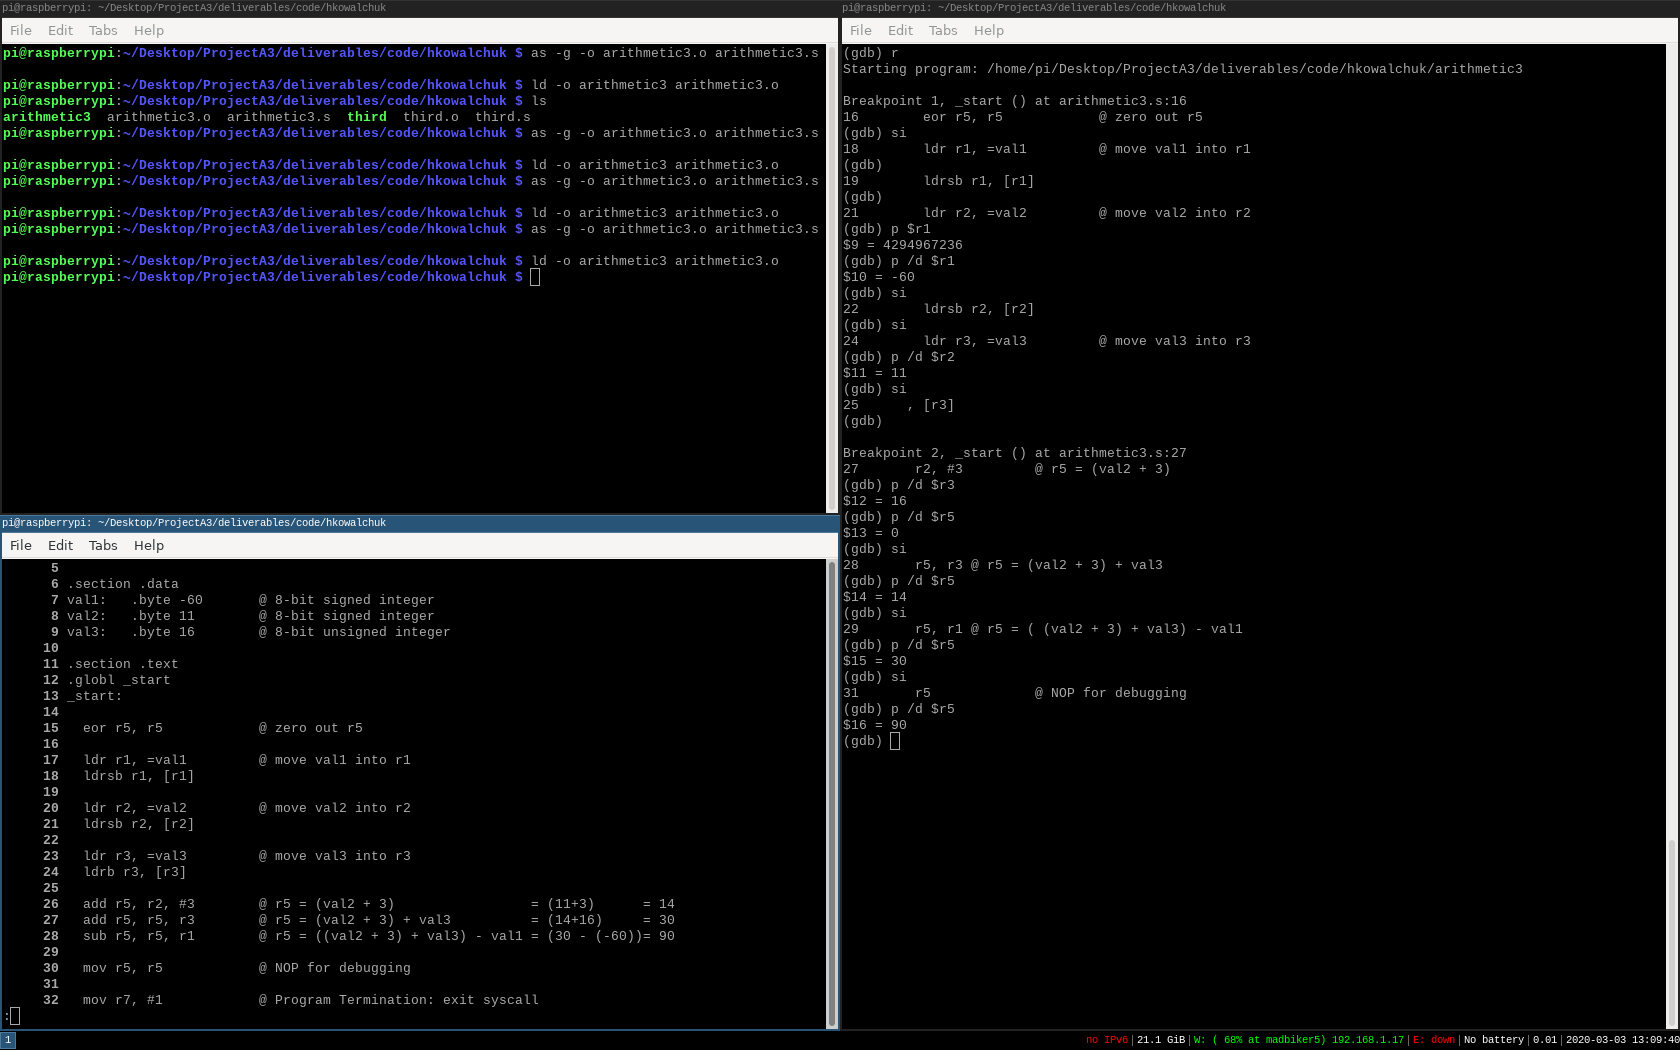 pi@raspberrypi: ~/Desktop/ProjectA3/deliverables/code/hkowalchuk
File Edit Tabs Help
pi@raspberrypi:~/Desktop/ProjectA3/deliverables/code/hkowalchuk $ as -g -o arithmetic3.o arithmetic3.s
pi@raspberrypi:~/Desktop/ProjectA3/deliverables/code/hkowalchuk $ ld -o arithmetic3 arithmetic3.o
pi@raspberrypi:~/Desktop/ProjectA3/deliverables/code/hkowalchuk $ ls
arithmetic3  arithmetic3.o  arithmetic3.s  third  third.o  third.s
pi@raspberrypi:~/Desktop/ProjectA3/deliverables/code/hkowalchuk $ as -g -o arithmetic3.o arithmetic3.s
pi@raspberrypi:~/Desktop/ProjectA3/deliverables/code/hkowalchuk $ ld -o arithmetic3 arithmetic3.o
pi@raspberrypi:~/Desktop/ProjectA3/deliverables/code/hkowalchuk $ as -g -o arithmetic3.o arithmetic3.s
pi@raspberrypi:~/Desktop/ProjectA3/deliverables/code/hkowalchuk $ ld -o arithmetic3 arithmetic3.o
pi@raspberrypi:~/Desktop/ProjectA3/deliverables/code/hkowalchuk $ as -g -o arithmetic3.o arithmetic3.s
pi@raspberrypi:~/Desktop/ProjectA3/deliverables/code/hkowalchuk $ ld -o arithmetic3 arithmetic3.o
pi@raspberrypi:~/Desktop/ProjectA3/deliverables/code/hkowalchuk $
pi@raspberrypi: ~/Desktop/ProjectA3/deliverables/code/hkowalchuk
File Edit Tabs Help
5
6 .section .data
7 val1:   .byte -60       @ 8-bit signed integer
8 val2:   .byte 11        @ 8-bit signed integer
9 val3:   .byte 16        @ 8-bit unsigned integer
10
11 .section .text
12 .globl _start
13 _start:
14
15   eor r5, r5            @ zero out r5
16
17   ldr r1, =val1         @ move val1 into r1
18   ldrsb r1, [r1]
19
20   ldr r2, =val2         @ move val2 into r2
21   ldrsb r2, [r2]
22
23   ldr r3, =val3         @ move val3 into r3
24   ldrb r3, [r3]
25
26   add r5, r2, #3        @ r5 = (val2 + 3)                 = (11+3)      = 14
27   add r5, r5, r3        @ r5 = (val2 + 3) + val3          = (14+16)     = 30
28   sub r5, r5, r1        @ r5 = ((val2 + 3) + val3) - val1 = (30 - (-60))= 90
29
30   mov r5, r5            @ NOP for debugging
31
32   mov r7, #1            @ Program Termination: exit syscall
:
pi@raspberrypi: ~/Desktop/ProjectA3/deliverables/code/hkowalchuk
File Edit Tabs Help
(gdb) r
Starting program: /home/pi/Desktop/ProjectA3/deliverables/code/hkowalchuk/arithmetic3
Breakpoint 1, _start () at arithmetic3.s:16
16        eor r5, r5            @ zero out r5
(gdb) si
18        ldr r1, =val1         @ move val1 into r1
(gdb)
19        ldrsb r1, [r1]
(gdb)
21        ldr r2, =val2         @ move val2 into r2
(gdb) p $r1
$9 = 4294967236
(gdb) p /d $r1
$10 = -60
(gdb) si
22        ldrsb r2, [r2]
(gdb) si
24        ldr r3, =val3         @ move val3 into r3
(gdb) p /d $r2
$11 = 11
(gdb) si
25      , [r3]
(gdb)
Breakpoint 2, _start () at arithmetic3.s:27
27       r2, #3         @ r5 = (val2 + 3)
(gdb) p /d $r3
$12 = 16
(gdb) p /d $r5
$13 = 0
(gdb) si
28       r5, r3 @ r5 = (val2 + 3) + val3
(gdb) p /d $r5
$14 = 14
(gdb) si
29       r5, r1 @ r5 = ( (val2 + 3) + val3) - val1
(gdb) p /d $r5
$15 = 30
(gdb) si
31       r5             @ NOP for debugging
(gdb) p /d $r5
$16 = 90
(gdb)
1 no IPv6|21.1 GiB|W: ( 68% at madbiker5) 192.168.1.17|E: down|No battery|0.01|2020-03-03 13:09:4